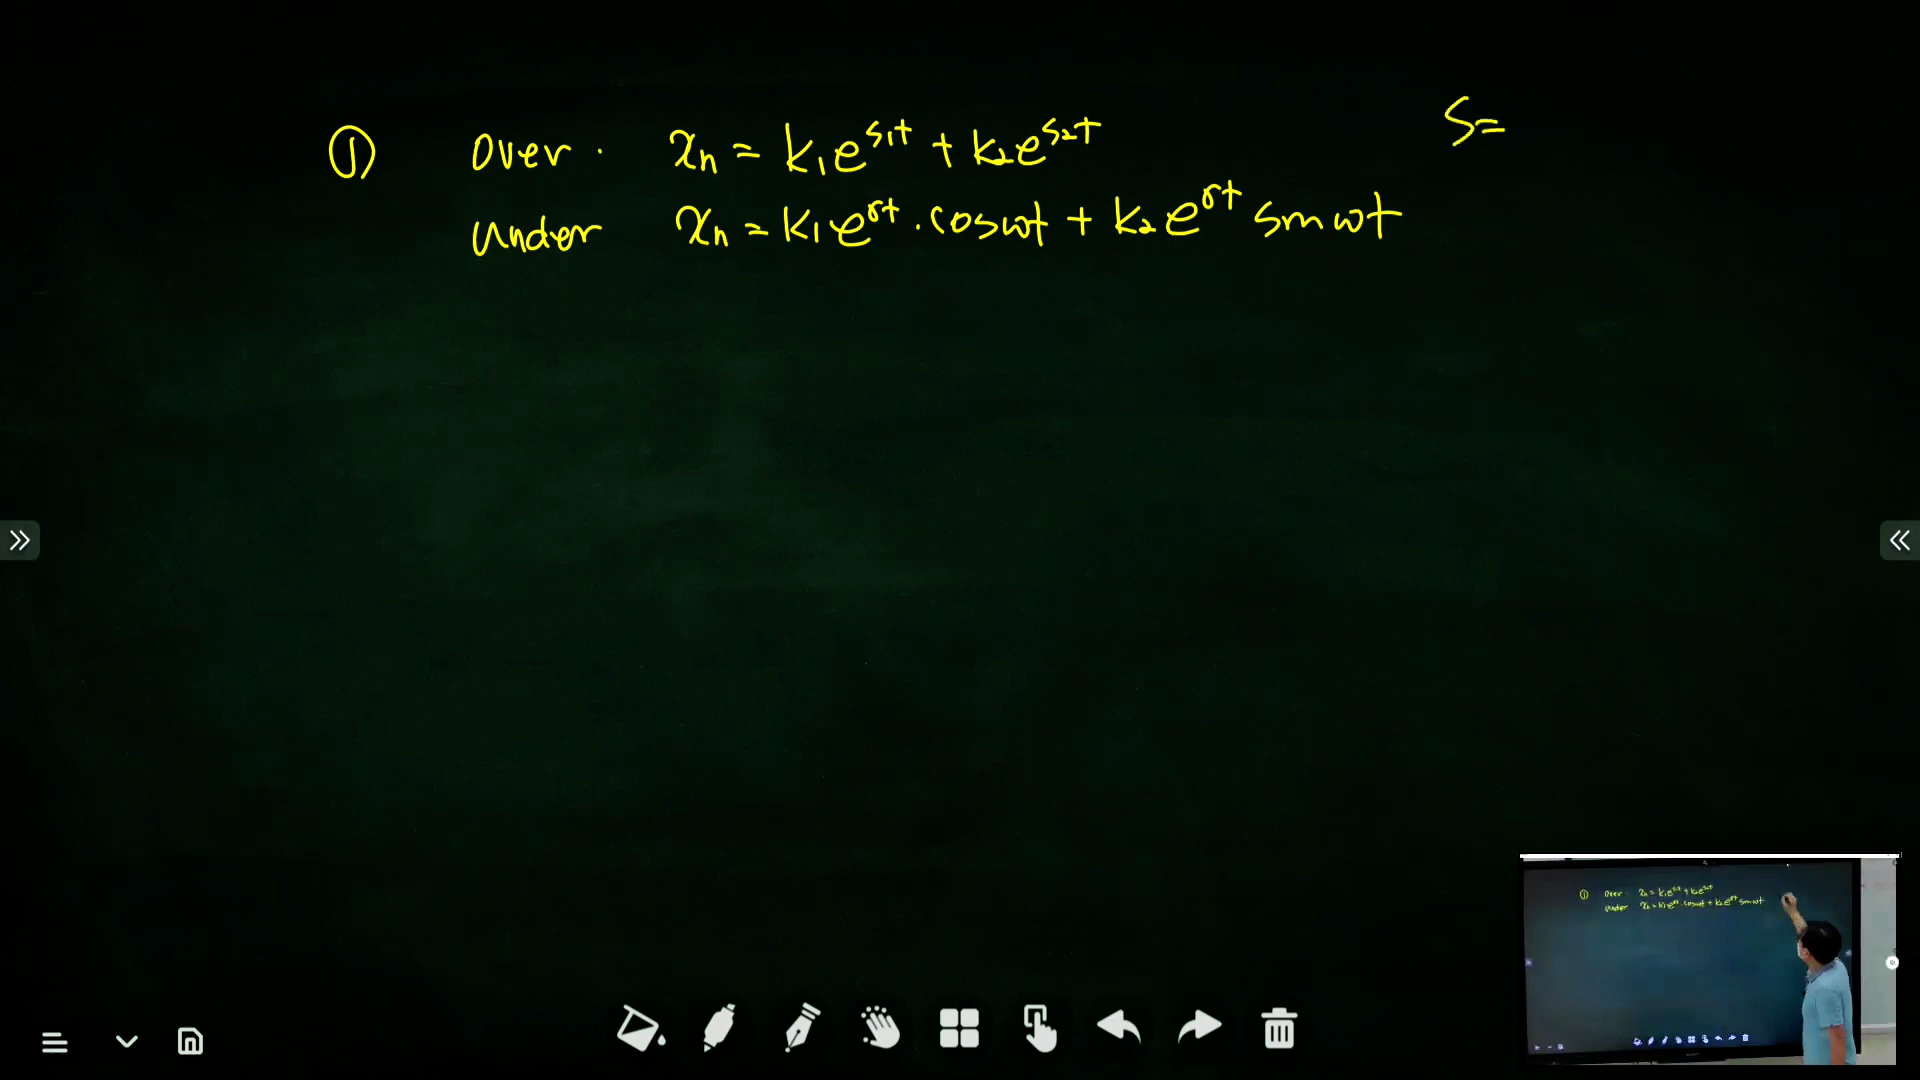 ① Over. xₙ = k₁e^{s₁t} + k₂e^{s₂t}
S=
Under xₙ = k₁e^{σt} · cosωt + k₂e^{σt} sinωt